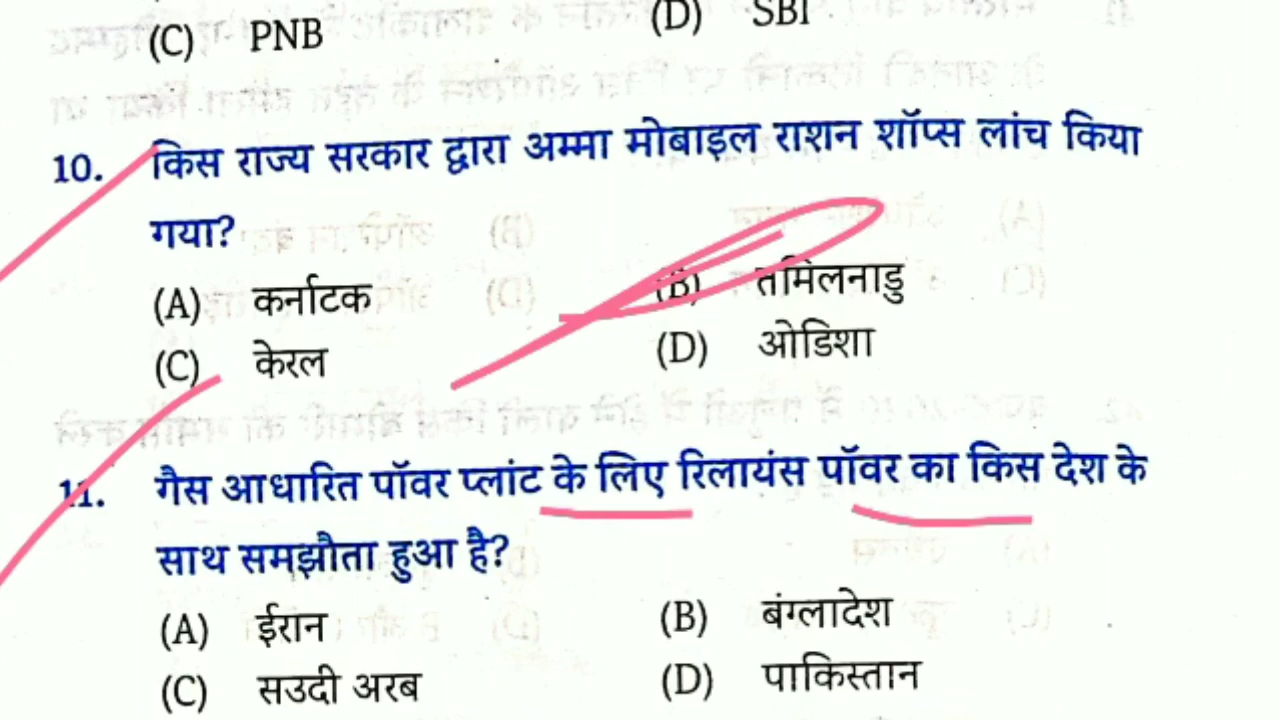 (C) PNB (D) SBI
10. किस राज्य सरकार द्वारा अम्मा मोबाइल राशन शॉप्स लांच किया
गया?
(A) कर्नाटक (B) तमिलनाडु
(C) केरल (D) ओडिशा
11. गैस आधारित पॉवर प्लांट के लिए रिलायंस पॉवर का किस देश के
साथ समझौता हुआ है?
(A) ईरान (B) बंग्लादेश
(C) सउदी अरब (D) पाकिस्तान